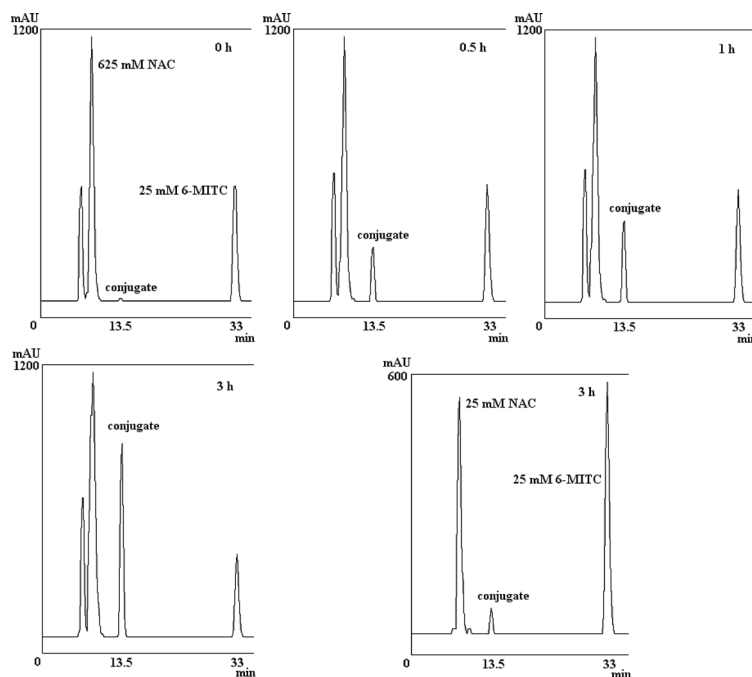 mAU
1200
0 h
625 mM NAC
25 mM 6-MITC
conjugate
0 13.5 33
min
mAU
1200
0.5 h
conjugate
0 13.5 33
min
mAU
1200
1 h
conjugate
0 13.5 33
min
mAU
1200
3 h
conjugate
0 13.5 33
min
mAU
600
3 h
25 mM NAC
25 mM 6-MITC
conjugate
0 13.5 33
min